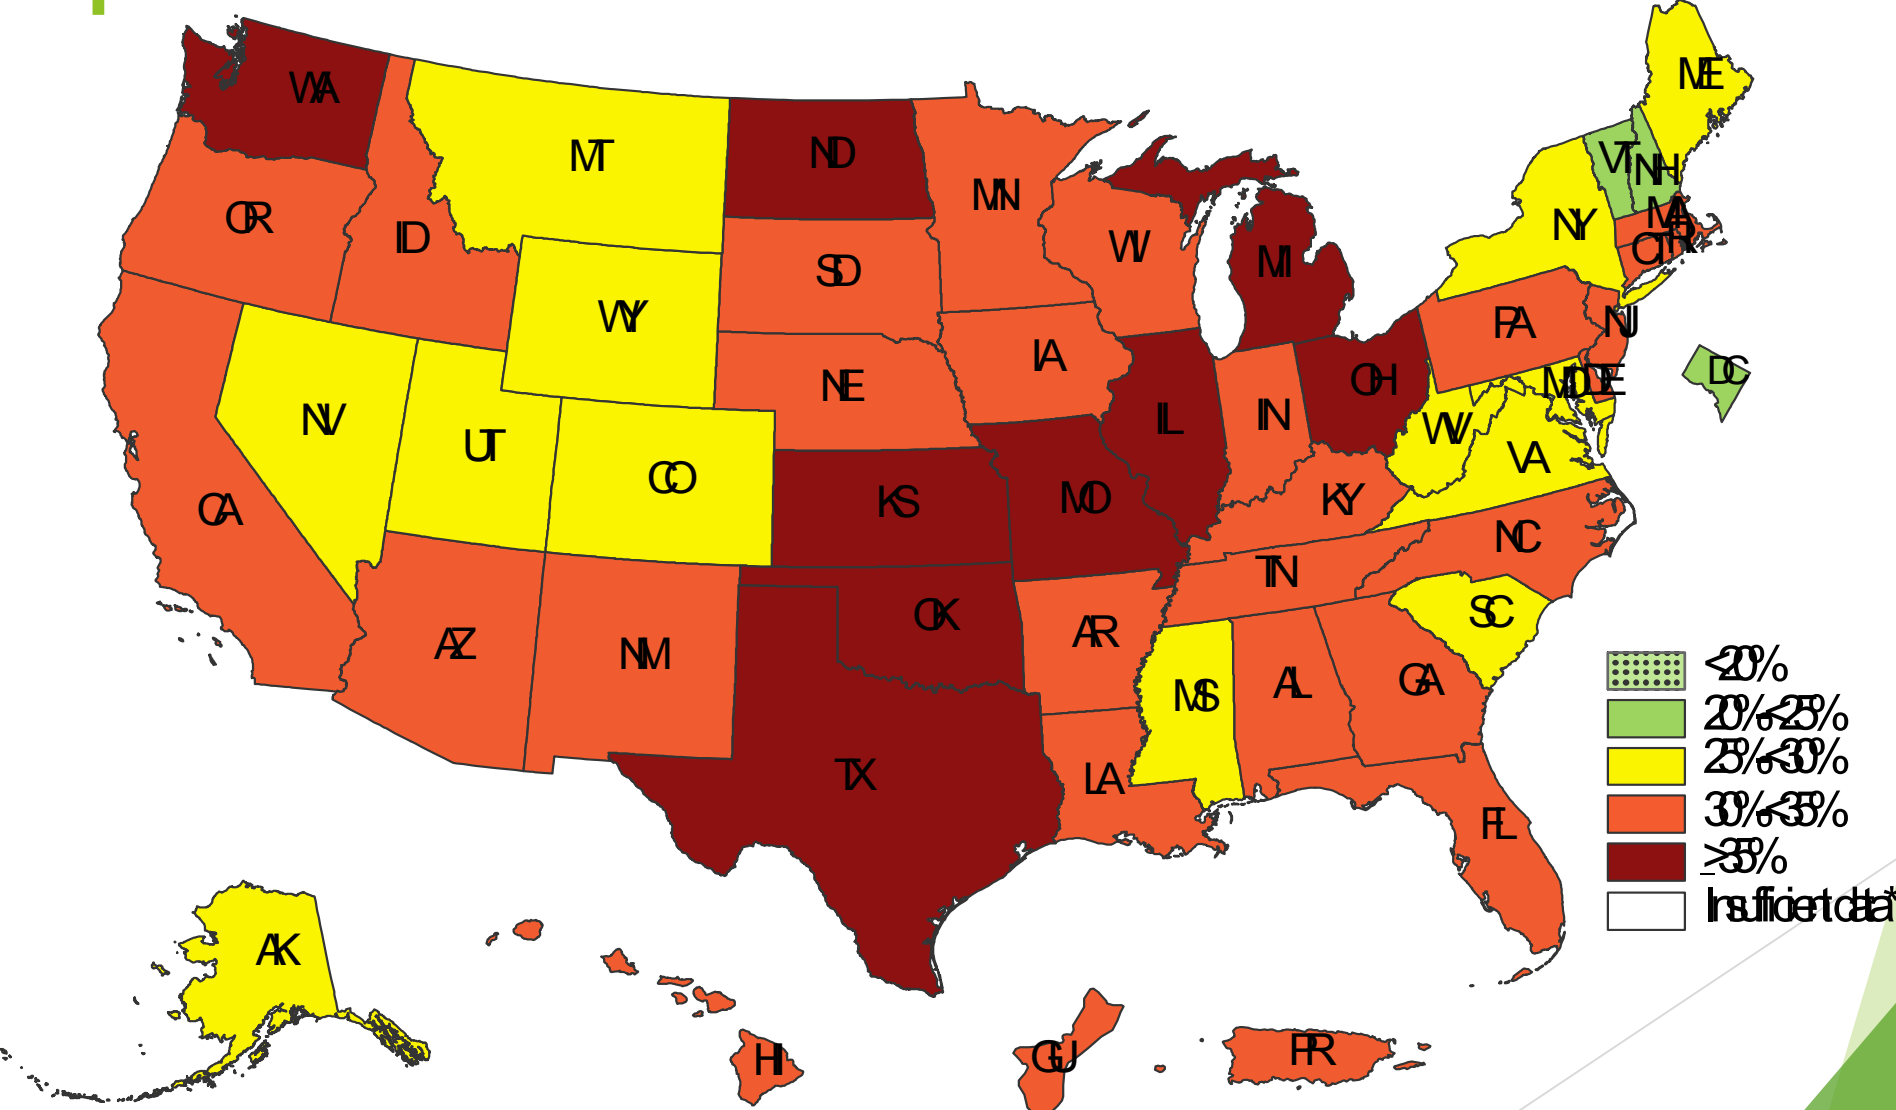 WA
MT
ND
MN
ME
VT
NH
OR
ID
SD
WI
MI
NY
MA
RI
CT
WY
NE
IA
PA
NJ
NV
UT
CO
IL
IN
OH
MD
DE
DC
WV
VA
CA
KS
MO
KY
NC
TN
AZ
NM
OK
AR
SC
MS
AL
GA
TX
LA
FL
AK
HI
GU
PR
<20%
20%-<25%
25%-<30%
30%-<35%
≥35%
Insufficient data*